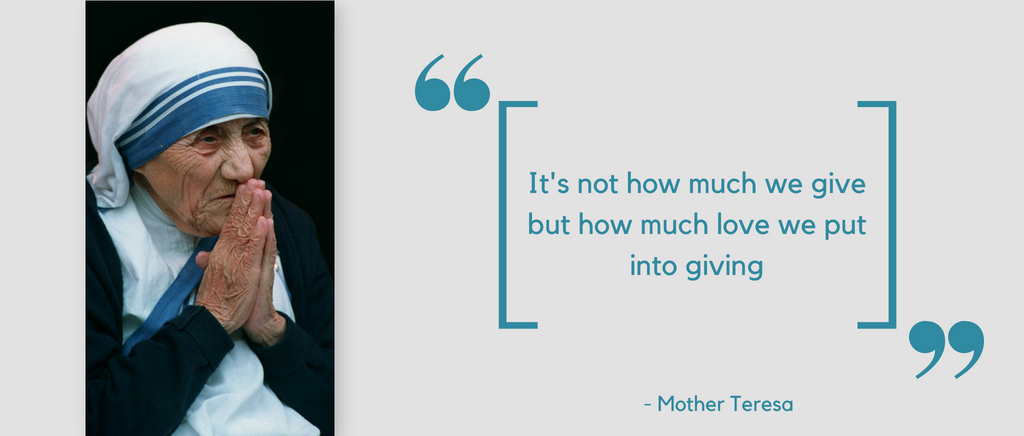 It's not how much we give
but how much love we put
into giving
- Mother Teresa